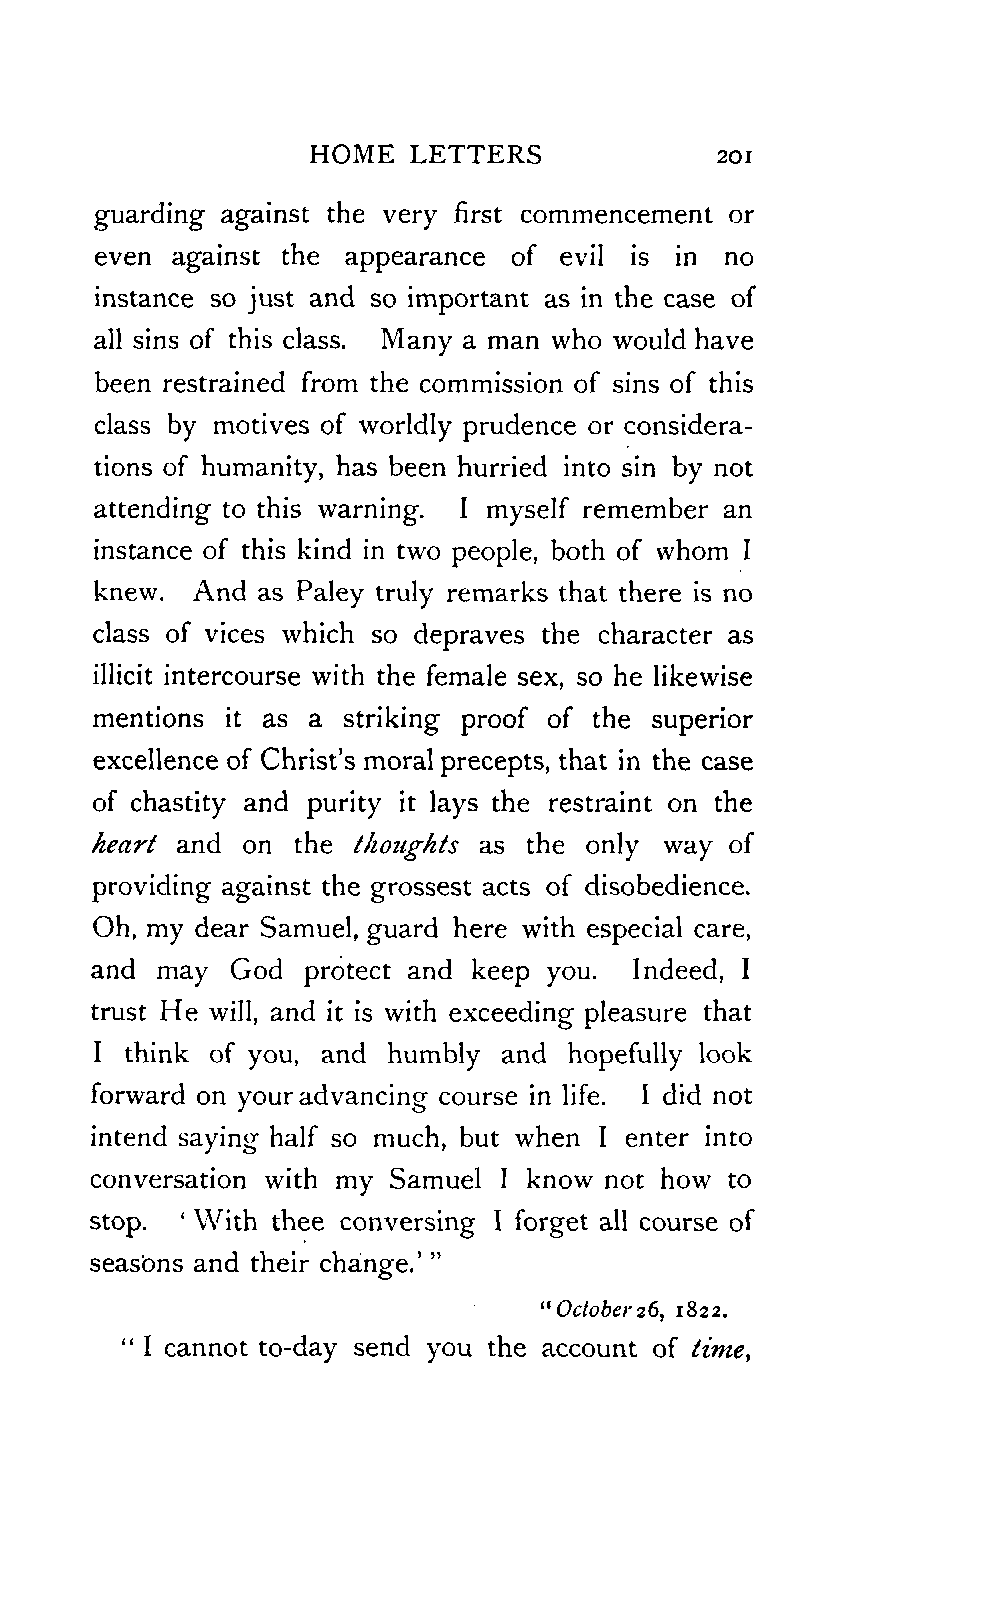 HOME LETTERS 201
guarding against the very first commencement or
even against the appearance of evil is in no
instance so just and so important as in the case of
all sins of this class. Many a man who would have
been restrained from the commission of sins of this
class by motives of worldly prudence or considera-
tions of humanity, has been hurried into sin by not
attending to this warning. I myself remember an
instance of this kind in two people, both of whom I
knew. And as Paley truly remarks that there is no
class of vices which so depraves the character as
illicit intercourse with the female sex, so he likewise
mentions it as a striking proof of the superior
excellence of Christ's moral precepts, that in the case
of chastity and purity it lays the restraint on the
heart and on the thoughts as the only way of
providing against the grossest acts of disobedience.
Oh, my dear Samuel, guard here with especial care,
and may God protect and keep you. Indeed, I
trust He will, and it is with exceeding pleasure that
I think of you, and humbly and hopefully look
forward on your advancing course in life. I did not
intend saying half so much, but when I enter into
conversation with my Samuel I know not how to
stop. ‘With thee conversing I forget all course of
seasons and their change.’”
“October 26, 1822.
“I cannot to-day send you the account of time,